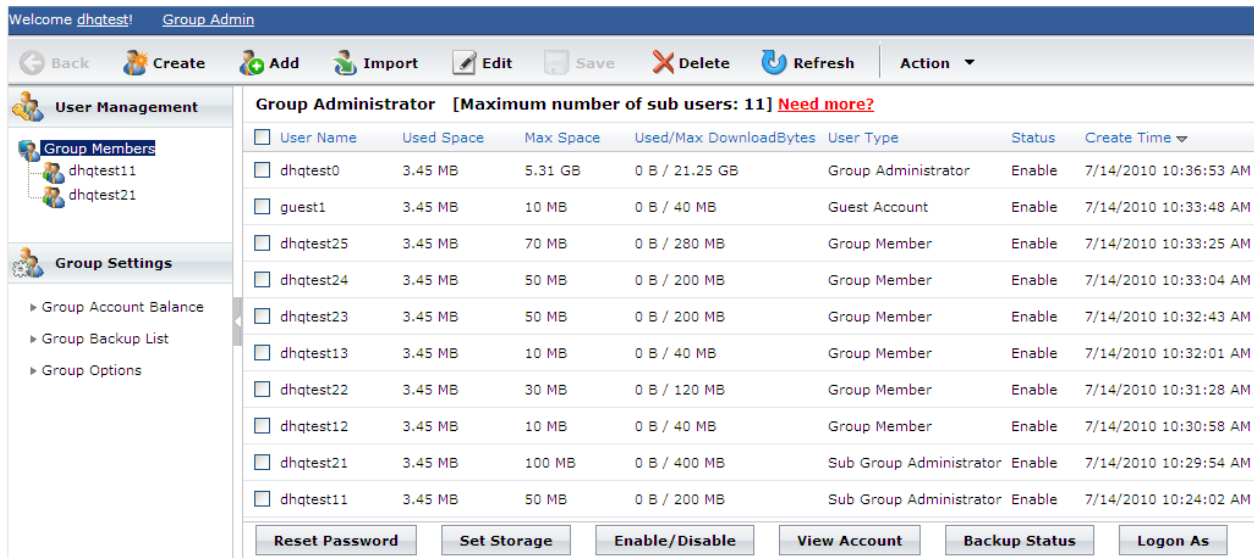 Welcome dhqtest! Group Admin
Back Create Add Import Edit Save Delete Refresh Action
User Management
Group Members
dhqtest11
dhqtest21
Group Settings
Group Account Balance
Group Backup List
Group Options
Group Administrator [Maximum number of sub users: 11] Need more?
User Name Used Space Max Space Used/Max DownloadBytes User Type Status Create Time
dhqtest0 3.45 MB 5.31 GB 0 B / 21.25 GB Group Administrator Enable 7/14/2010 10:36:53 AM
guest1 3.45 MB 10 MB 0 B / 40 MB Guest Account Enable 7/14/2010 10:33:48 AM
dhqtest25 3.45 MB 70 MB 0 B / 280 MB Group Member Enable 7/14/2010 10:33:25 AM
dhqtest24 3.45 MB 50 MB 0 B / 200 MB Group Member Enable 7/14/2010 10:33:04 AM
dhqtest23 3.45 MB 50 MB 0 B / 200 MB Group Member Enable 7/14/2010 10:32:43 AM
dhqtest13 3.45 MB 10 MB 0 B / 40 MB Group Member Enable 7/14/2010 10:32:01 AM
dhqtest22 3.45 MB 30 MB 0 B / 120 MB Group Member Enable 7/14/2010 10:31:28 AM
dhqtest12 3.45 MB 10 MB 0 B / 40 MB Group Member Enable 7/14/2010 10:30:58 AM
dhqtest21 3.45 MB 100 MB 0 B / 400 MB Sub Group Administrator Enable 7/14/2010 10:29:54 AM
dhqtest11 3.45 MB 50 MB 0 B / 200 MB Sub Group Administrator Enable 7/14/2010 10:24:02 AM
Reset Password Set Storage Enable/Disable View Account Backup Status Logon As